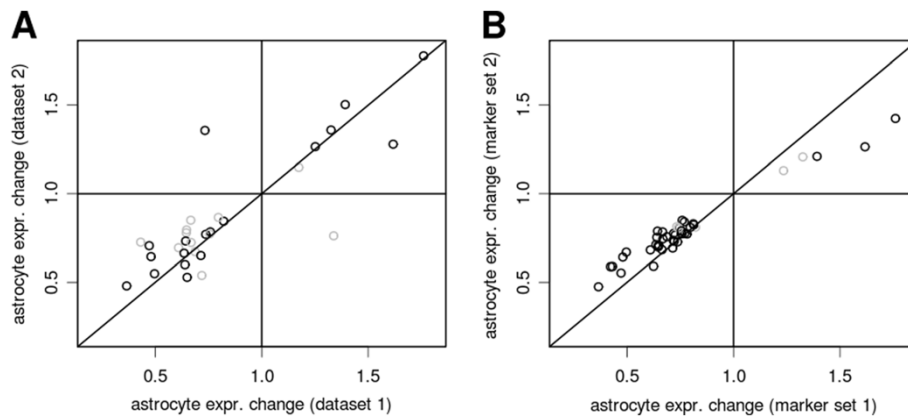 A
astrocyte expr. change (dataset 2)
1.5
1.0
0.5
0.5 1.0 1.5
astrocyte expr. change (dataset 1)
B
astrocyte expr. change (marker set 2)
1.5
1.0
0.5
0.5 1.0 1.5
astrocyte expr. change (marker set 1)